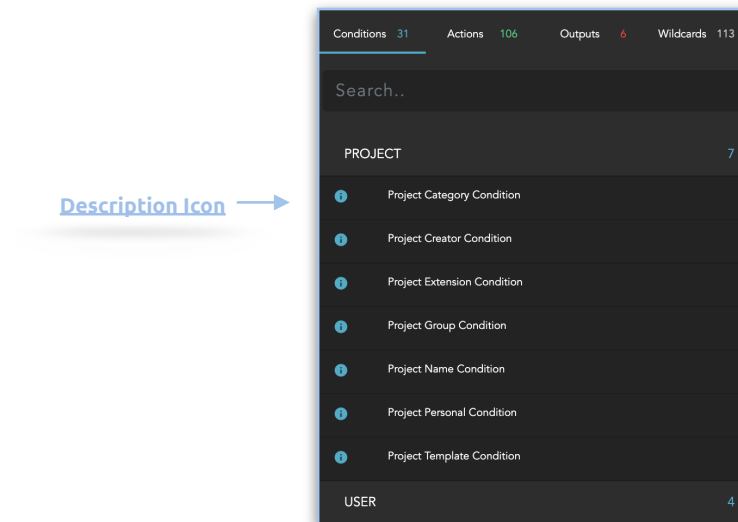 Conditions 31 Actions 106 Outputs 6 Wildcards 113
Search..
PROJECT 7
Description Icon
Project Category Condition
Project Creator Condition
Project Extension Condition
Project Group Condition
Project Name Condition
Project Personal Condition
Project Template Condition
USER 4